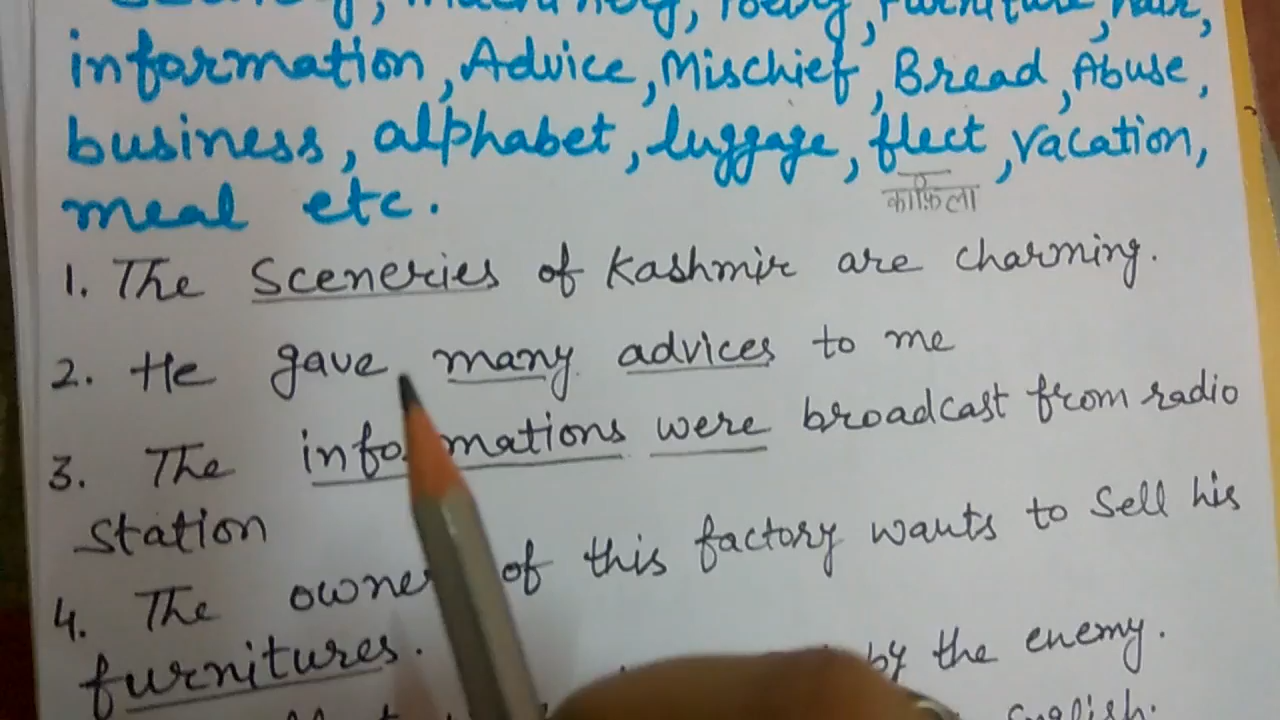 information, Advice, Mischief, Bread, Abuse,
business, alphabet, luggage, fleet, vacation,
काफ़िला
meal etc.
1. The Sceneries of Kashmir are charming.
2. He gave many advices to me
3. The informations were broadcast from radio
Station
4. The owner of this factory wants to Sell his
furnitures.
by the enemy.
English.